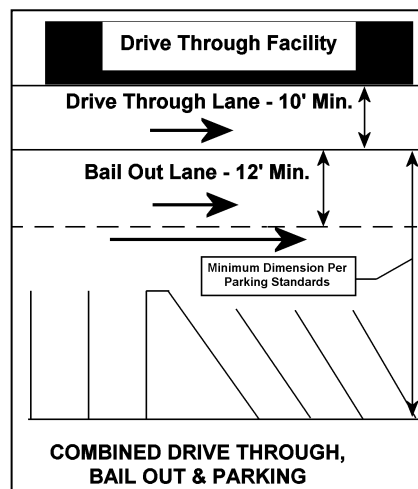 Drive Through Facility
Drive Through Lane - 10' Min.
Bail Out Lane - 12' Min.
Minimum Dimension Per
Parking Standards
COMBINED DRIVE THROUGH,
BAIL OUT & PARKING